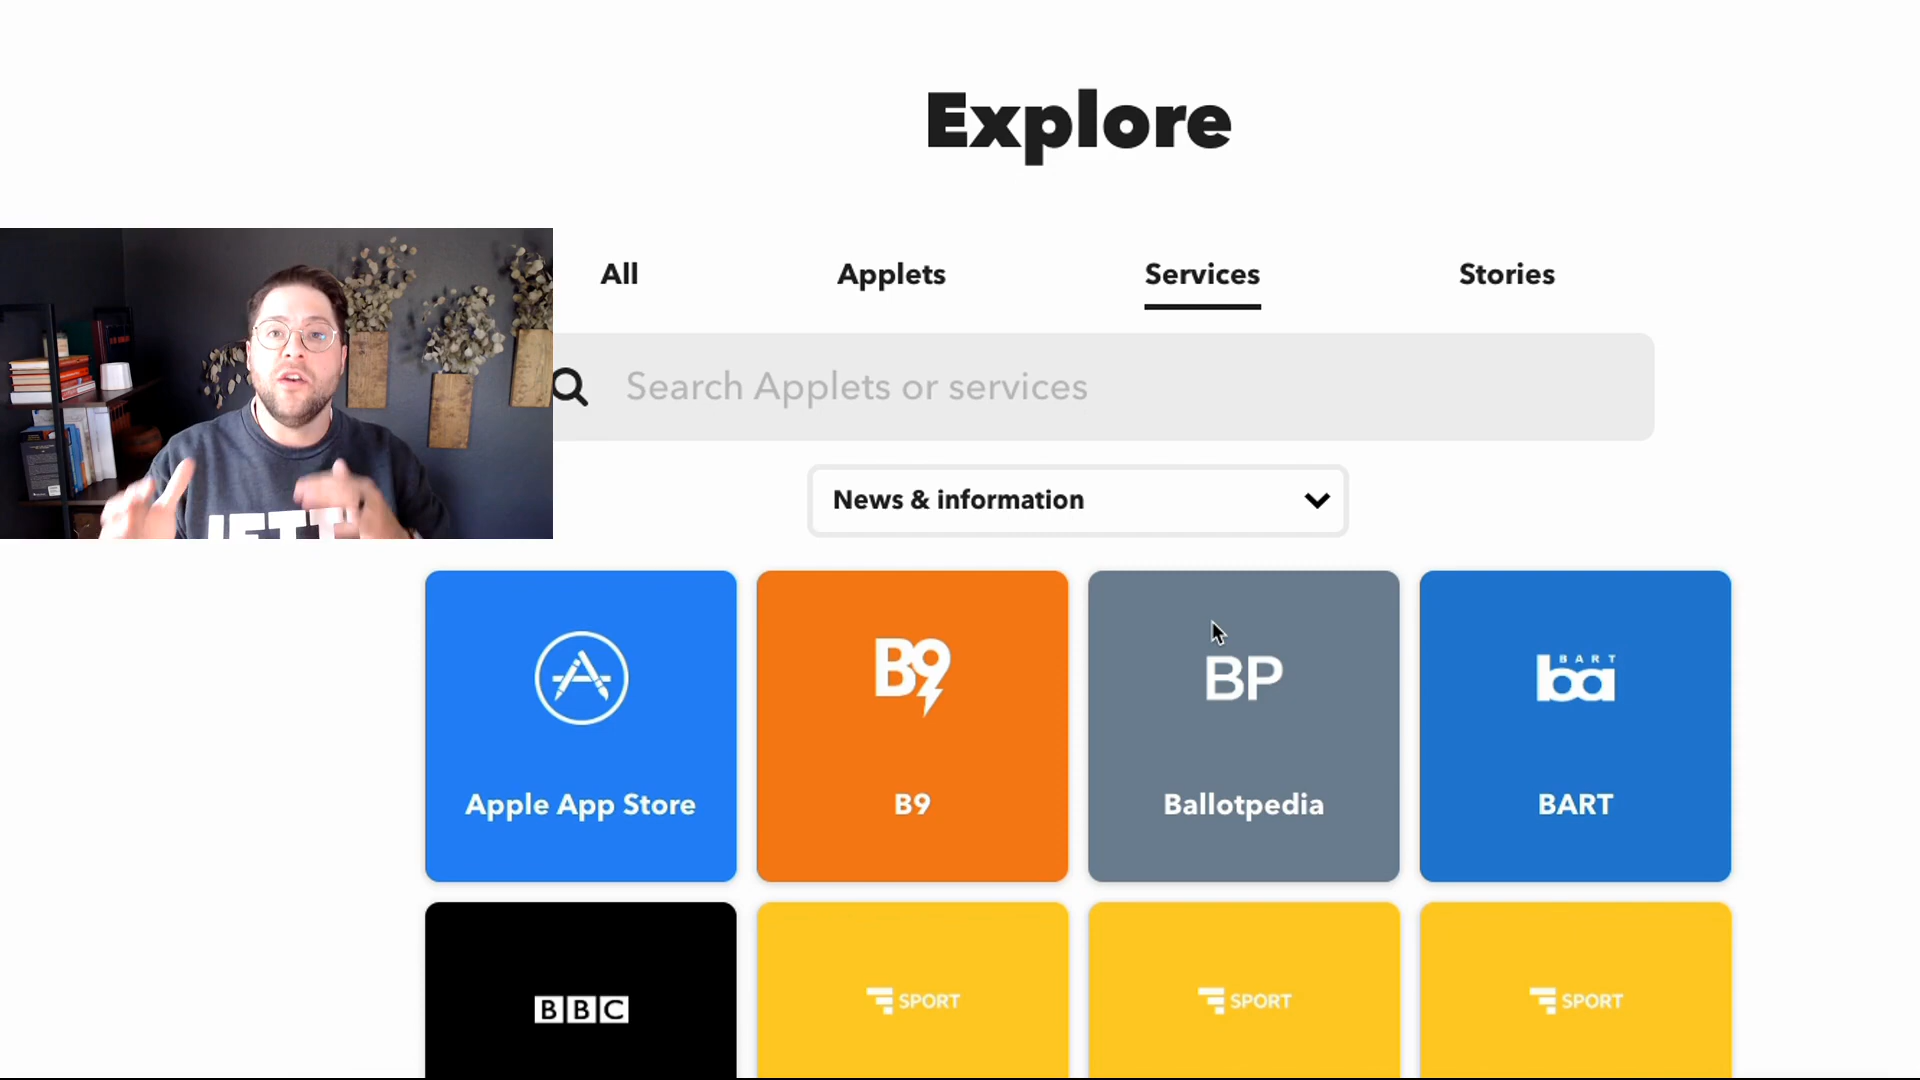 Explore
All
Applets
Services
Stories
Search Applets or services
News & information
B9
BP
BART
ba
Apple App Store
B9
Ballotpedia
BART
BBC
SPORT
SPORT
SPORT